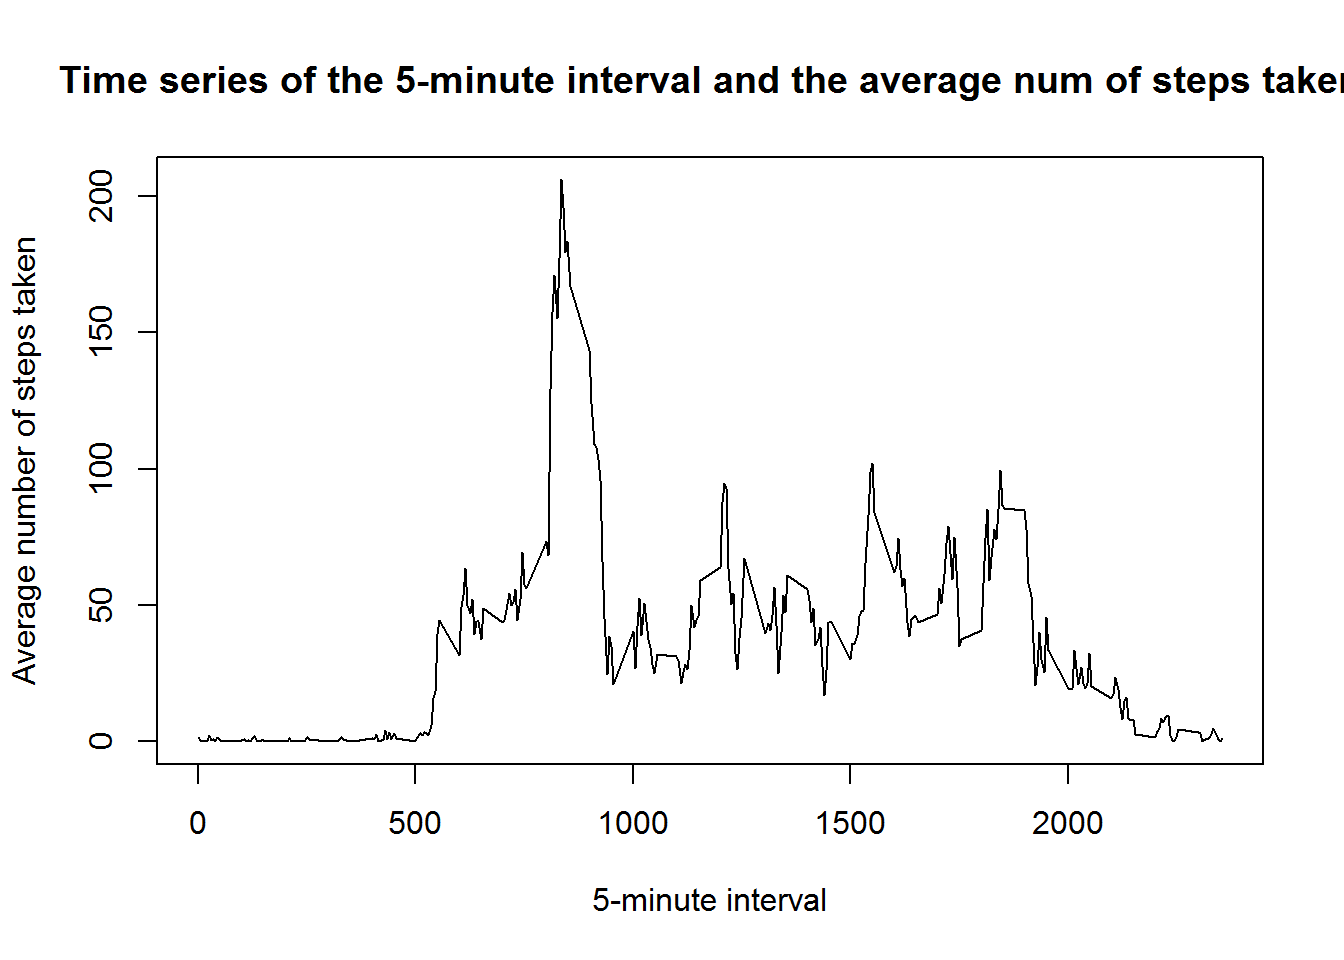 Time series of the 5-minute interval and the average num of steps taken
Average number of steps taken
200
150
100
50
0
0 500 1000 1500 2000
5-minute interval